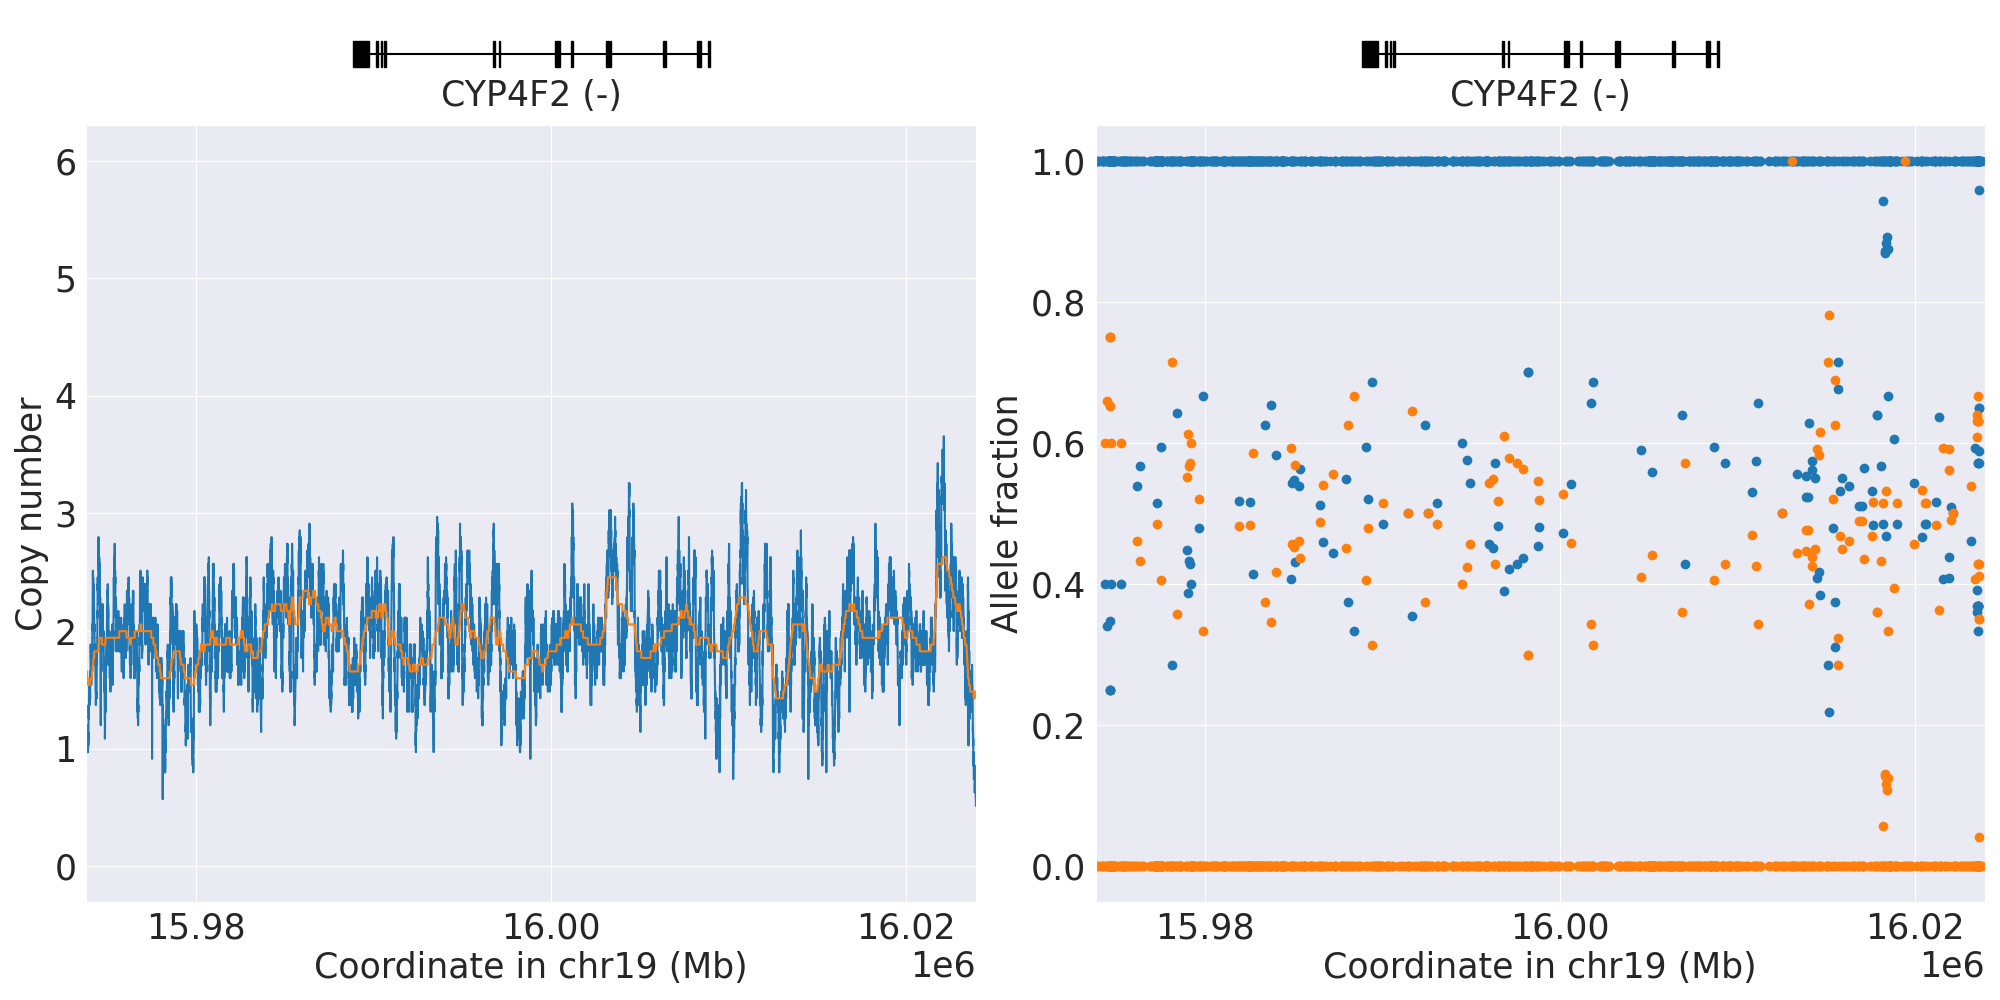 CYP4F2 (-)
6
5
4
3
2
1
0
Copy number
15.98
16.00
16.02
Coordinate in chr19 (Mb)
1e6
CYP4F2 (-)
1.0
0.8
0.6
0.4
0.2
0.0
Allele fraction
15.98
16.00
16.02
Coordinate in chr19 (Mb)
1e6